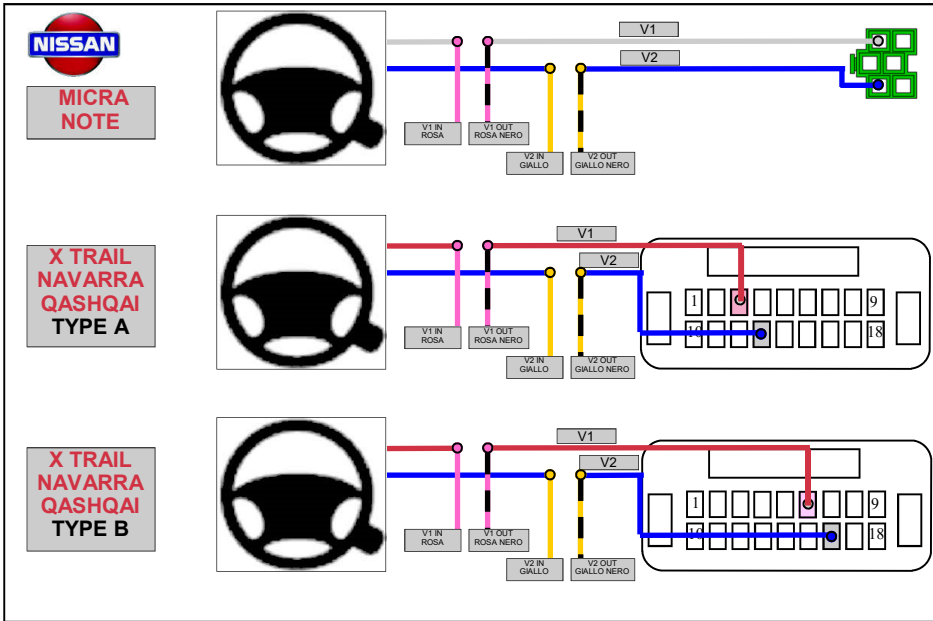 NISSAN
MICRA
NOTE
V1
V2
V1 IN
ROSA
V1 OUT
ROSA NERO
V2 IN
GIALLO
V2 OUT
GIALLO NERO
X TRAIL
NAVARRA
QASHQAI
TYPE A
V1
V2
1
9
10
18
V1 IN
ROSA
V1 OUT
ROSA NERO
V2 IN
GIALLO
V2 OUT
GIALLO NERO
X TRAIL
NAVARRA
QASHQAI
TYPE B
V1
V2
1
9
10
18
V1 IN
ROSA
V1 OUT
ROSA NERO
V2 IN
GIALLO
V2 OUT
GIALLO NERO